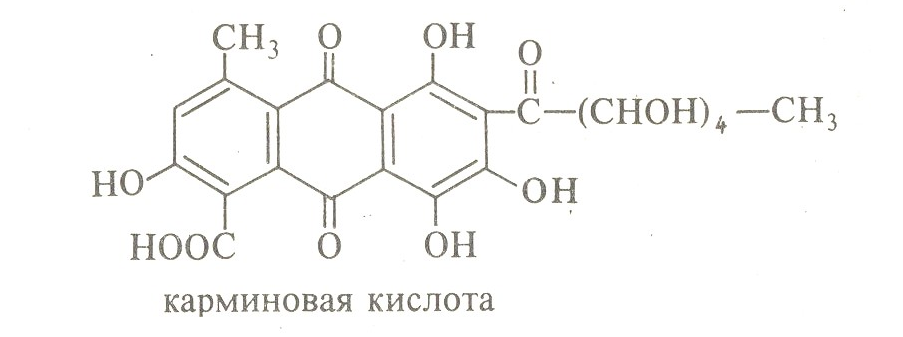 CH₃ O OH O
C—(CHOH)₄—CH₃
HO OH
HOOC O OH
карминовая кислота